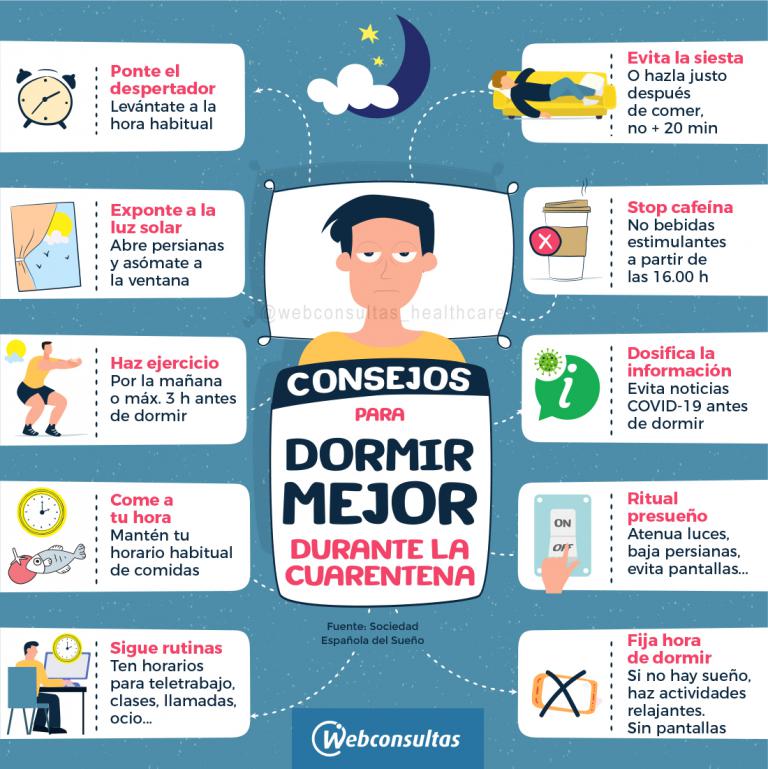 Ponte el
despertador
Levántate a la
hora habitual
Exponte a la
luz solar
Abre persianas
y asómate a
la ventana
Haz ejercicio
Por la mañana
o máx. 3 h antes
de dormir
Come a
tu hora
Mantén tu
horario habitual
de comidas
Sigue rutinas
Ten horarios
para teletrabajo,
clases, llamadas,
ocio...
@webconsultas_healthcare
CONSEJOS
PARA
DORMIR
MEJOR
DURANTE LA
CUARENTENA
Fuente: Sociedad
Española del Sueño
Webconsultas
Evita la siesta
O hazla justo
después
de comer,
no + 20 min
Stop cafeína
No bebidas
estimulantes
a partir de
las 16.00 h
i
Dosifica la
información
Evita noticias
COVID-19 antes
de dormir
ON
OFF
Ritual
presueño
Atenua luces,
baja persianas,
evita pantallas...
Fija hora
de dormir
Si no hay sueño,
haz actividades
relajantes.
Sin pantallas